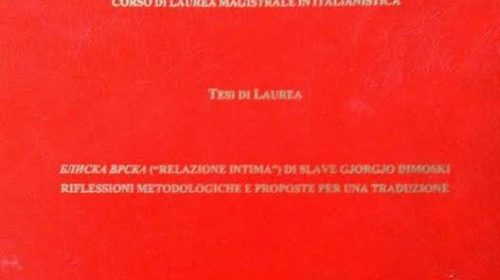 CORSO DI LAUREA MAGISTRALE IN ITALIANISTICA
TESI DI LAUREA
БЛИСКА ВРСКА ("RELAZIONE INTIMA") DI SLAVE GJORGJO DIMOSKI
RIFLESSIONI METODOLOGICHE E PROPOSTE PER UNA TRADUZIONE